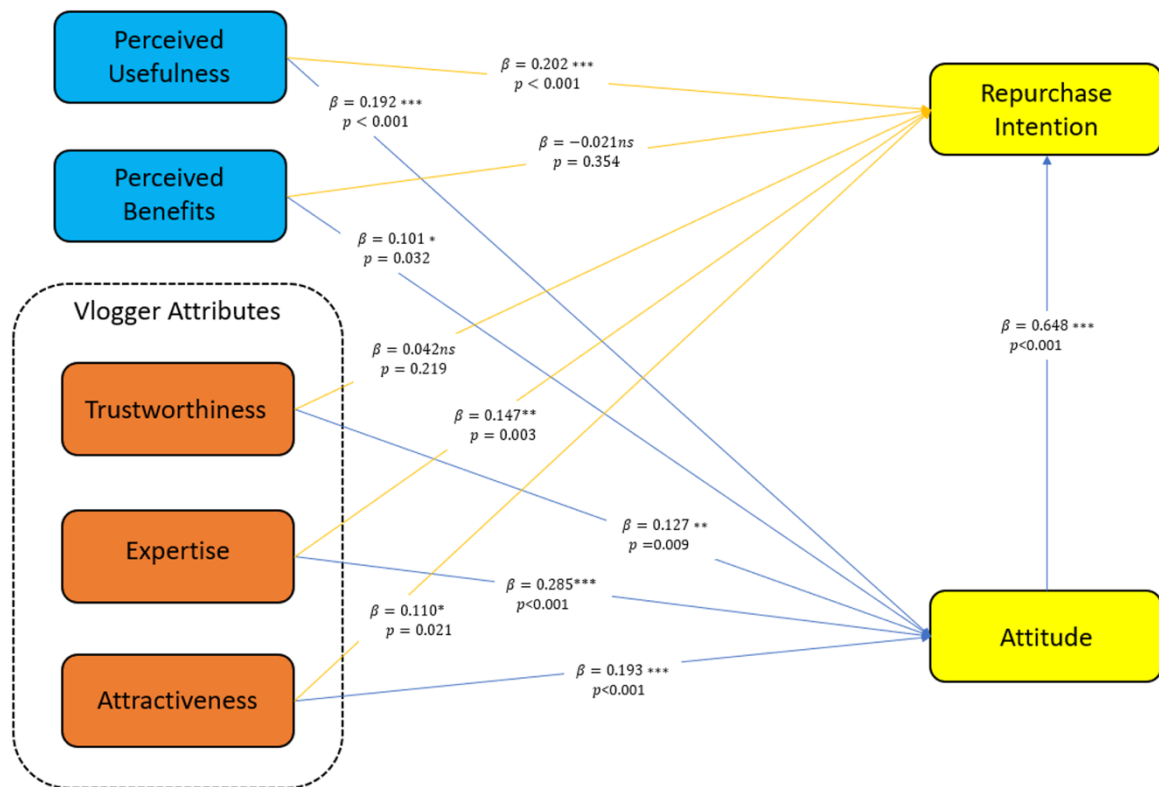 Perceived
Usefulness
β = 0.202 ***
p < 0.001
Repurchase
Intention
β = 0.192 ***
p < 0.001
Perceived
Benefits
β = −0.021ns
p = 0.354
β = 0.101 *
p = 0.032
Vlogger Attributes
β = 0.648 ***
p<0.001
Trustworthiness
β = 0.042ns
p = 0.219
β = 0.147**
p = 0.003
Expertise
β = 0.127 **
p =0.009
β = 0.285***
p<0.001
β = 0.110*
p = 0.021
Attitude
Attractiveness
β = 0.193 ***
p<0.001